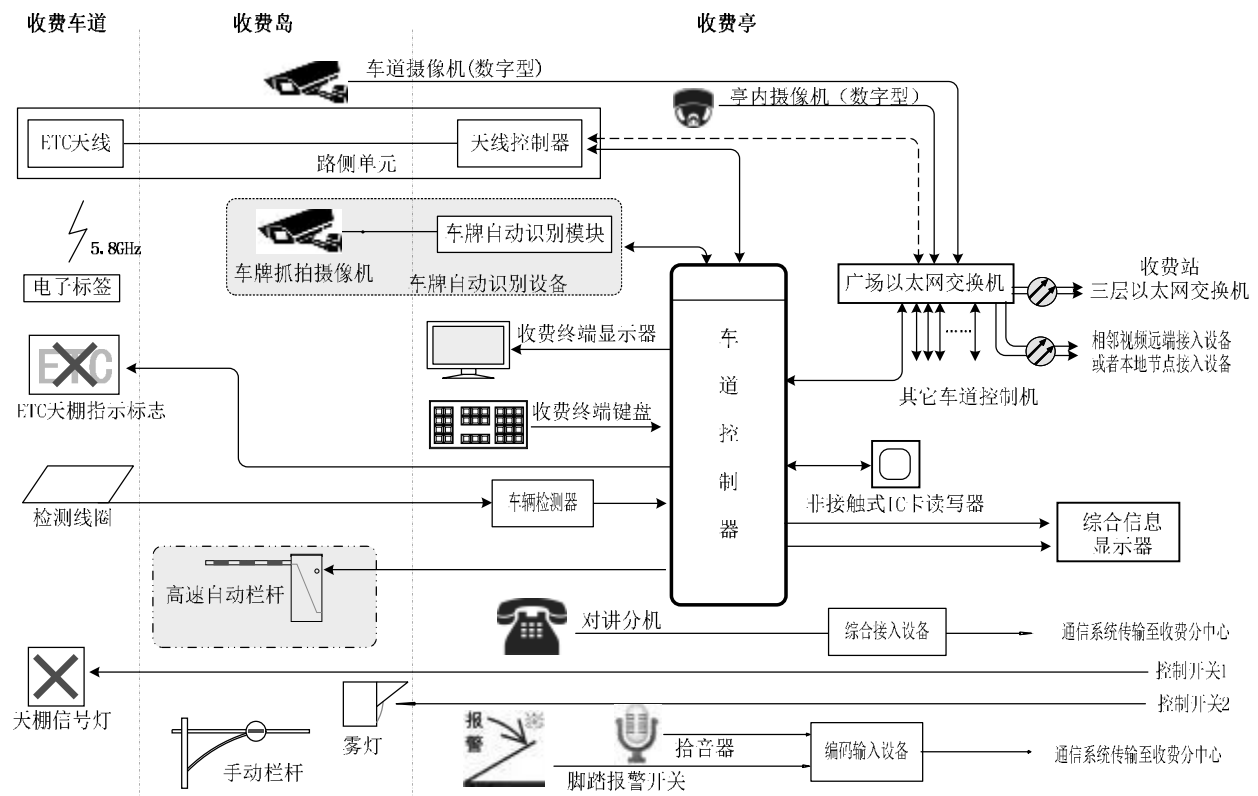 收费车道
收费岛
收费亭
车道摄像机(数字型)
亭内摄像机（数字型）
ETC天线
天线控制器
路侧单元
5.8GHz
电子标签
车牌自动识别模块
车牌抓拍摄像机
车牌自动识别设备
广场以太网交换机
收费站
三层以太网交换机
......
相邻视频远端接入设备
或者本地节点接入设备
其它车道控制机
收费终端显示器
车
道
控
制
器
ETC
ETC天棚指示标志
收费终端键盘
检测线圈
车辆检测器
非接触式IC卡读写器
综合信息
显示器
高速自动栏杆
对讲分机
综合接入设备
通信系统传输至收费分中心
控制开关1
天棚信号灯
控制开关2
雾灯
手动栏杆
报
警
拾音器
脚踏报警开关
编码输入设备
通信系统传输至收费分中心